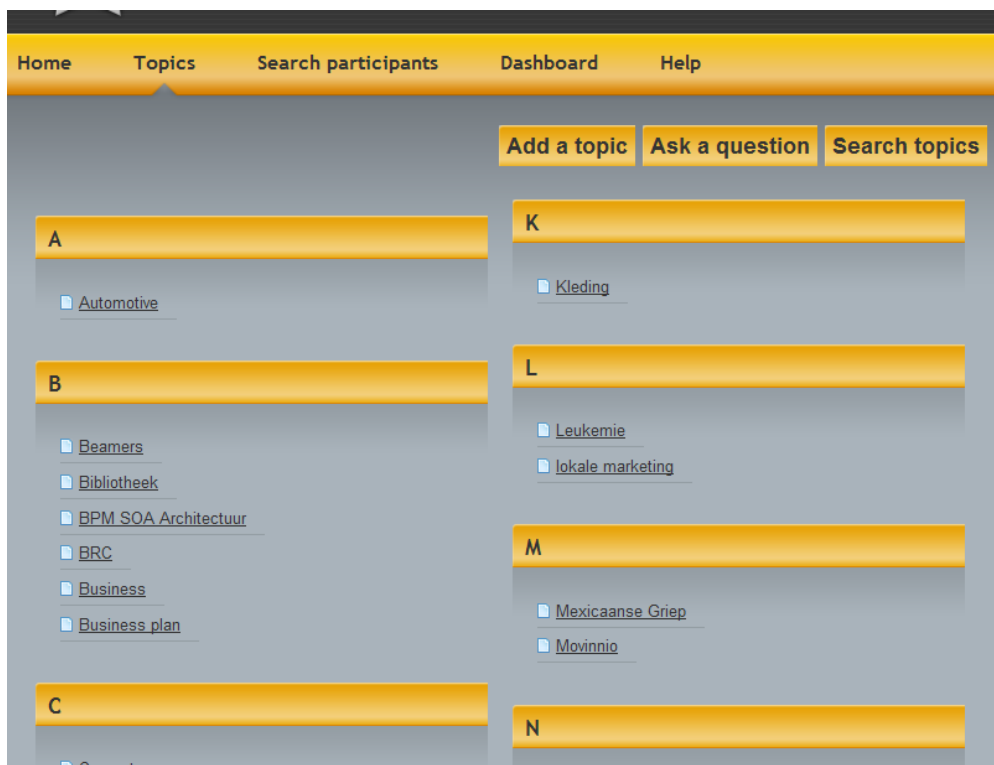 Home Topics Search participants Dashboard Help
Add a topic Ask a question Search topics
A
Automotive
B
Beamers
Bibliotheek
BPM SOA Architectuur
BRC
Business
Business plan
C
K
Kleding
L
Leukemie
lokale marketing
M
Mexicaanse Griep
Movinnio
N